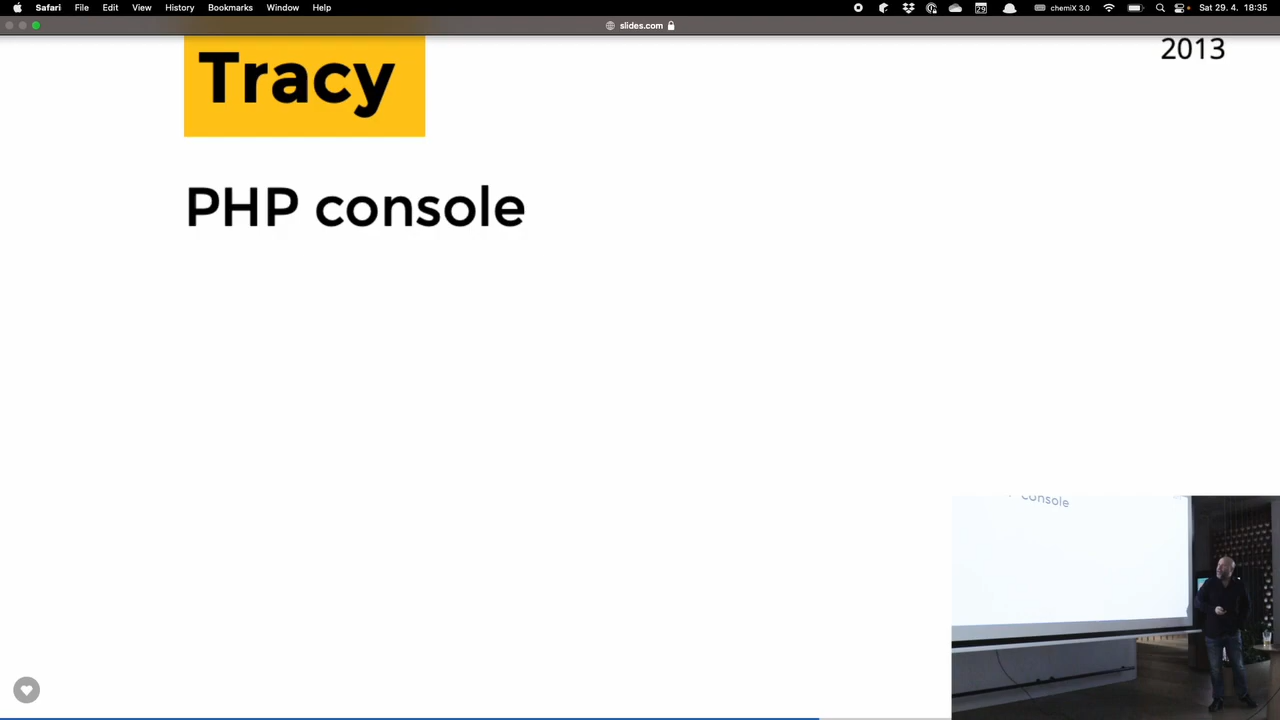 Safari File Edit View History Bookmarks Window Help 29 chemiX 3.0 Sat 29. 4. 18:35
slides.com
Tracy
2013
PHP console
Console